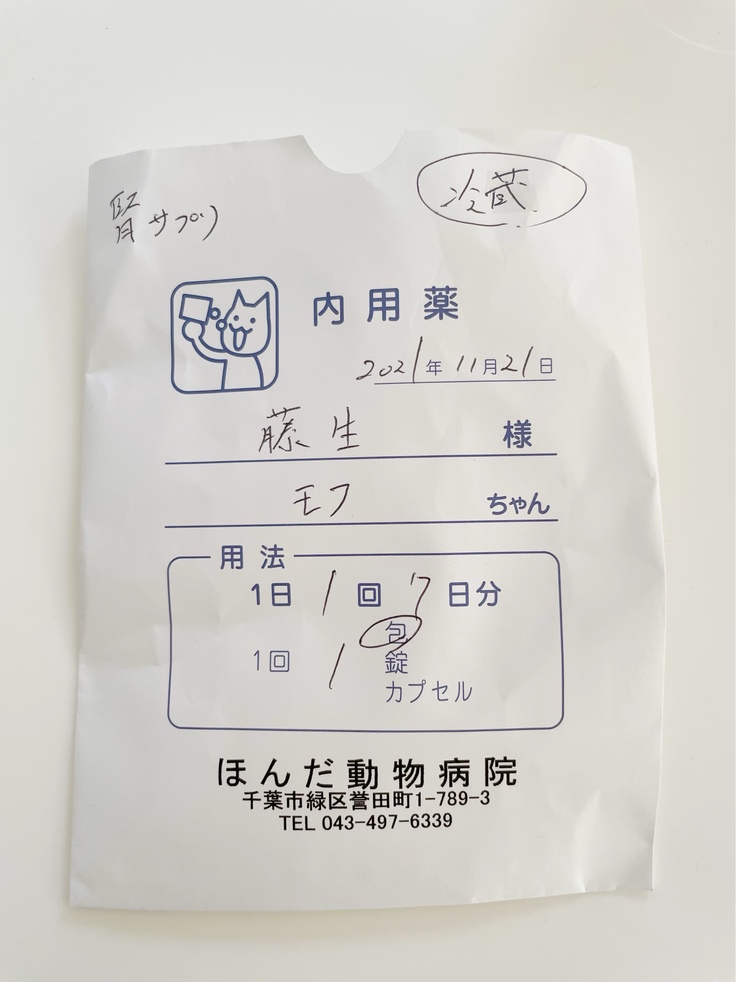 腎サプリ
冷蔵
内用薬
2021年11月21日
藤生 様
モフ ちゃん
用法
1日 1 回 7 日分
包
1回 1 錠
カプセル
ほんだ動物病院
千葉市緑区誉田町1-789-3
TEL 043-497-6339